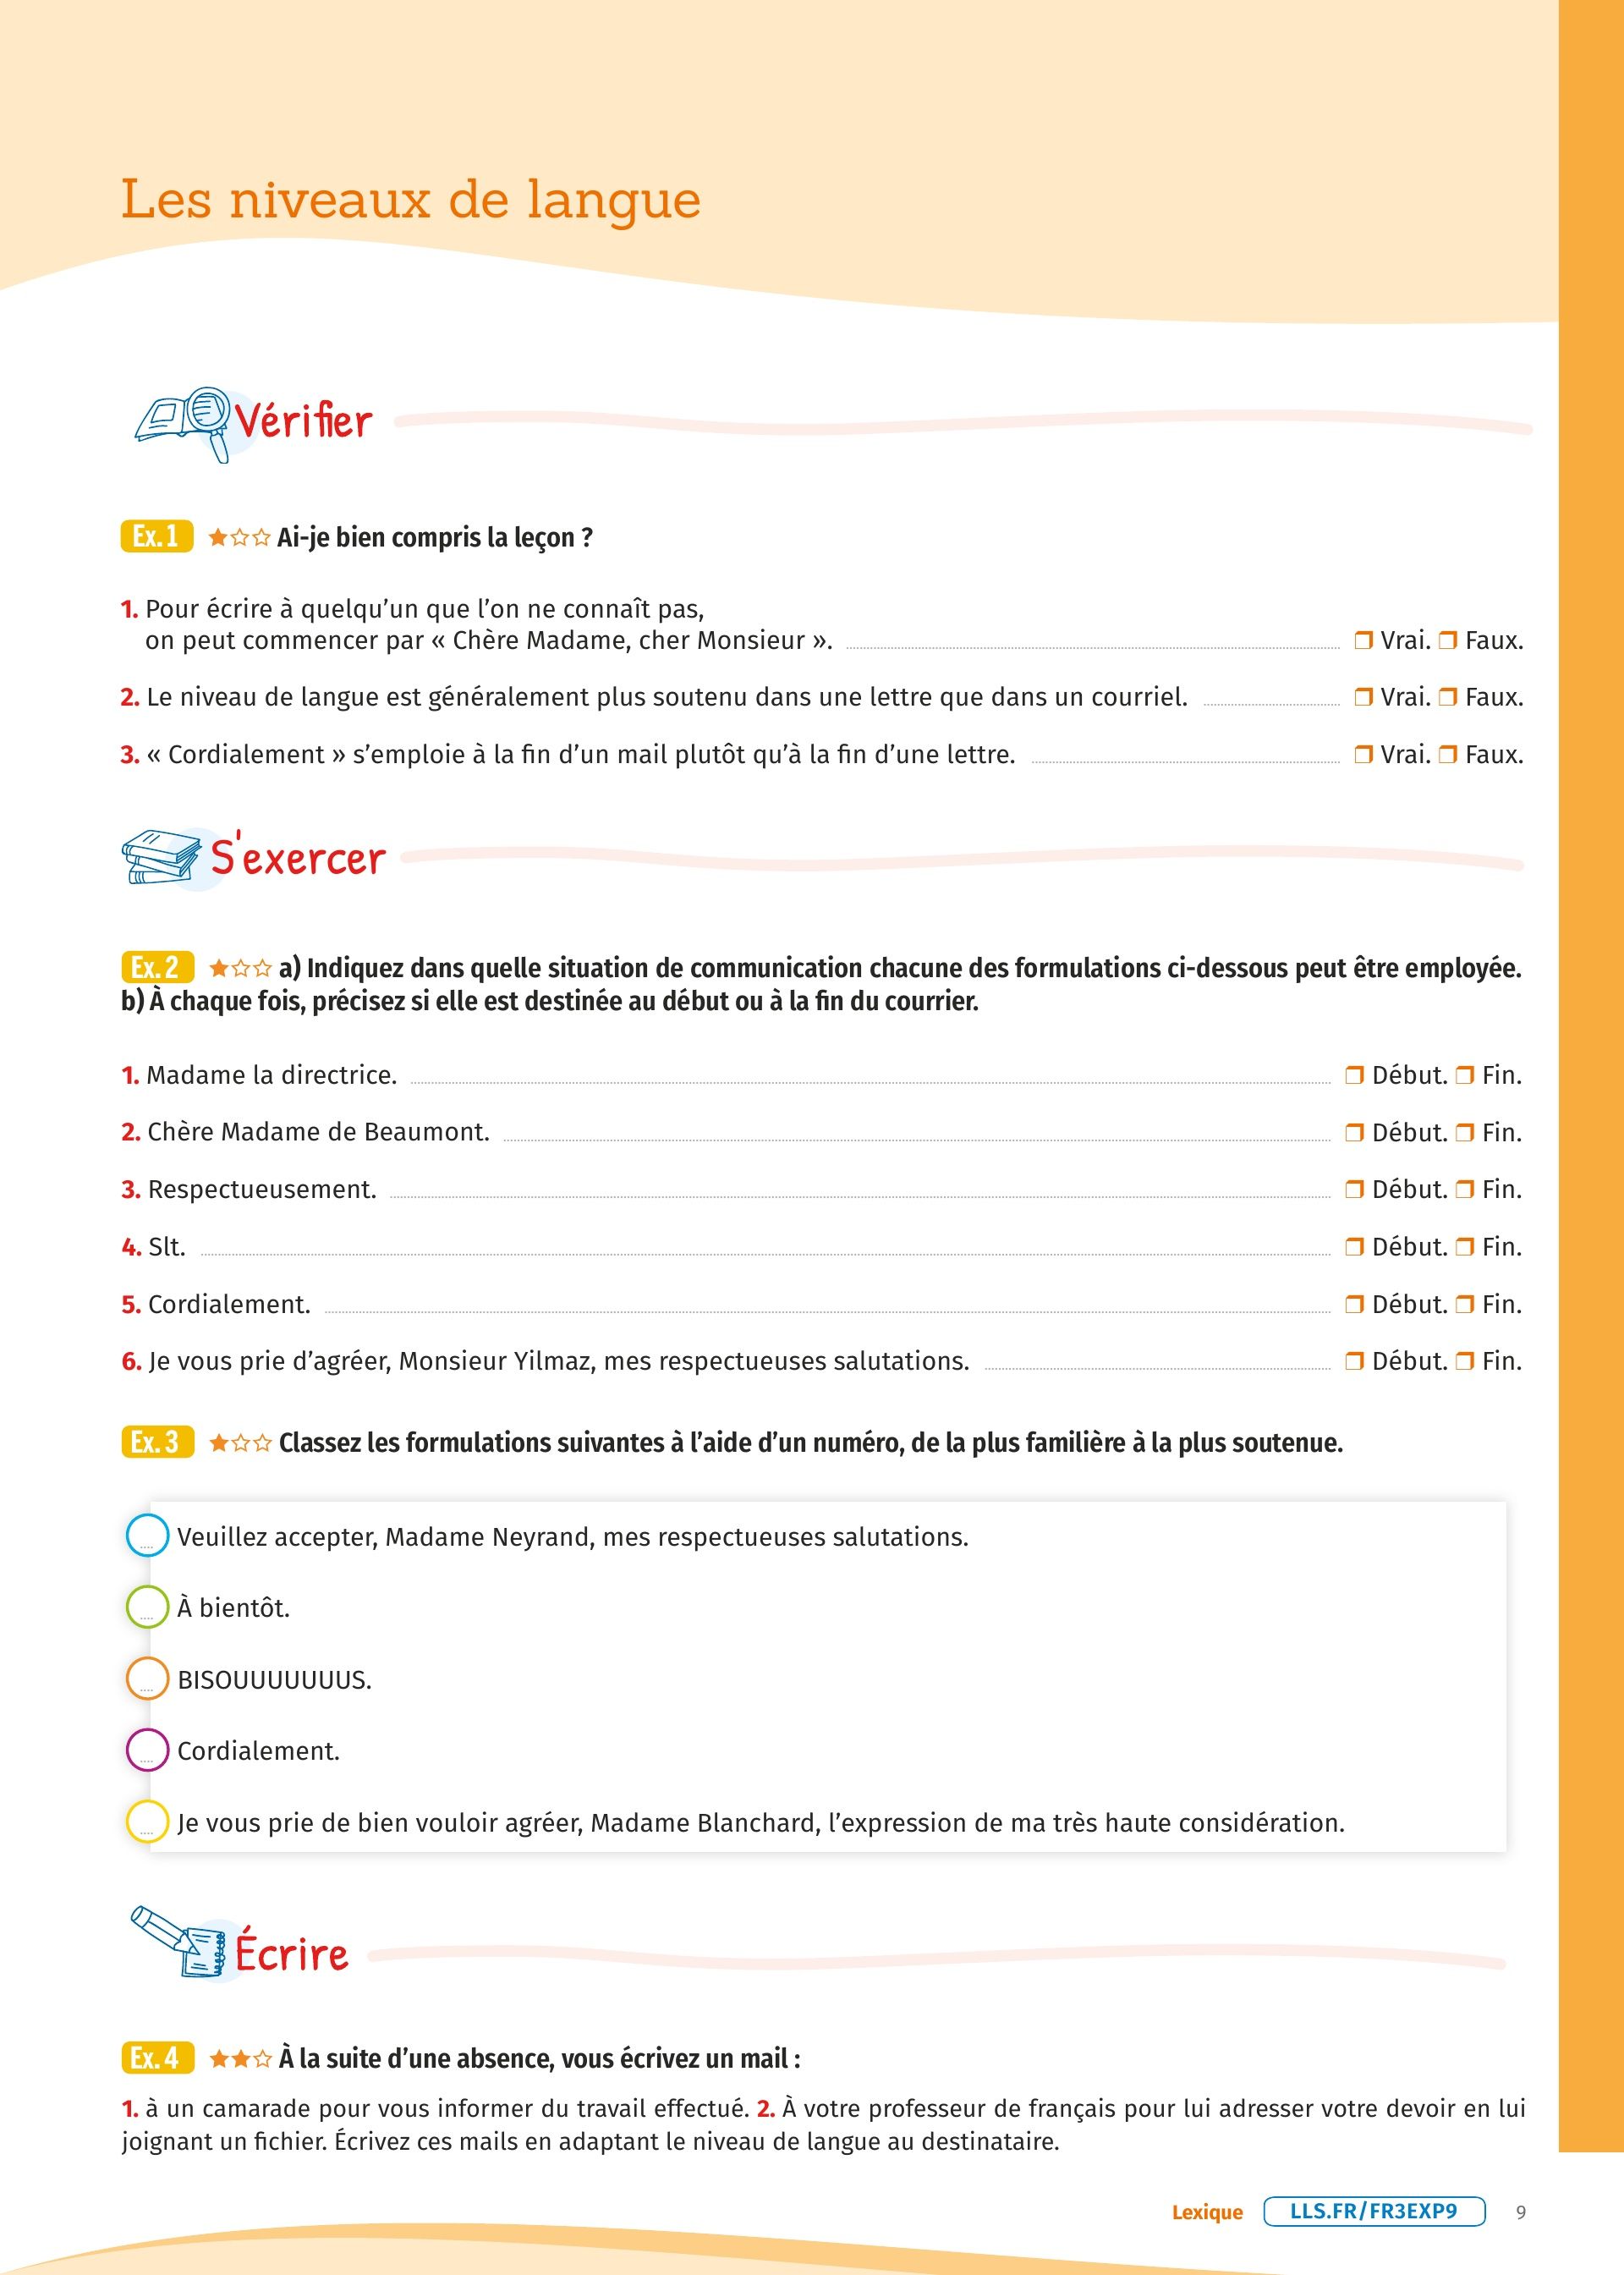 Les niveaux de langue
Vérifier
Ex. 1 ★☆☆ Ai-je bien compris la leçon ?
1. Pour écrire à quelqu’un que l’on ne connaît pas,
on peut commencer par « Chère Madame, cher Monsieur ». ❒ Vrai. ❒ Faux.
2. Le niveau de langue est généralement plus soutenu dans une lettre que dans un courriel. ❒ Vrai. ❒ Faux.
3. « Cordialement » s’emploie à la fin d’un mail plutôt qu’à la fin d’une lettre. ❒ Vrai. ❒ Faux.
S'exercer
Ex. 2 ★☆☆ a) Indiquez dans quelle situation de communication chacune des formulations ci-dessous peut être employée.
b) À chaque fois, précisez si elle est destinée au début ou à la fin du courrier.
1. Madame la directrice. ❒ Début. ❒ Fin.
2. Chère Madame de Beaumont. ❒ Début. ❒ Fin.
3. Respectueusement. ❒ Début. ❒ Fin.
4. Slt. ❒ Début. ❒ Fin.
5. Cordialement. ❒ Début. ❒ Fin.
6. Je vous prie d’agréer, Monsieur Yilmaz, mes respectueuses salutations. ❒ Début. ❒ Fin.
Ex. 3 ★☆☆ Classez les formulations suivantes à l’aide d’un numéro, de la plus familière à la plus soutenue.
.... Veuillez accepter, Madame Neyrand, mes respectueuses salutations.
.... À bientôt.
.... BISOUUUUUUUS.
.... Cordialement.
.... Je vous prie de bien vouloir agréer, Madame Blanchard, l’expression de ma très haute considération.
Écrire
Ex. 4 ★★☆ À la suite d’une absence, vous écrivez un mail :
1. à un camarade pour vous informer du travail effectué. 2. À votre professeur de français pour lui adresser votre devoir en lui
joignant un fichier. Écrivez ces mails en adaptant le niveau de langue au destinataire.
Lexique LLS.FR/FR3EXP9 9